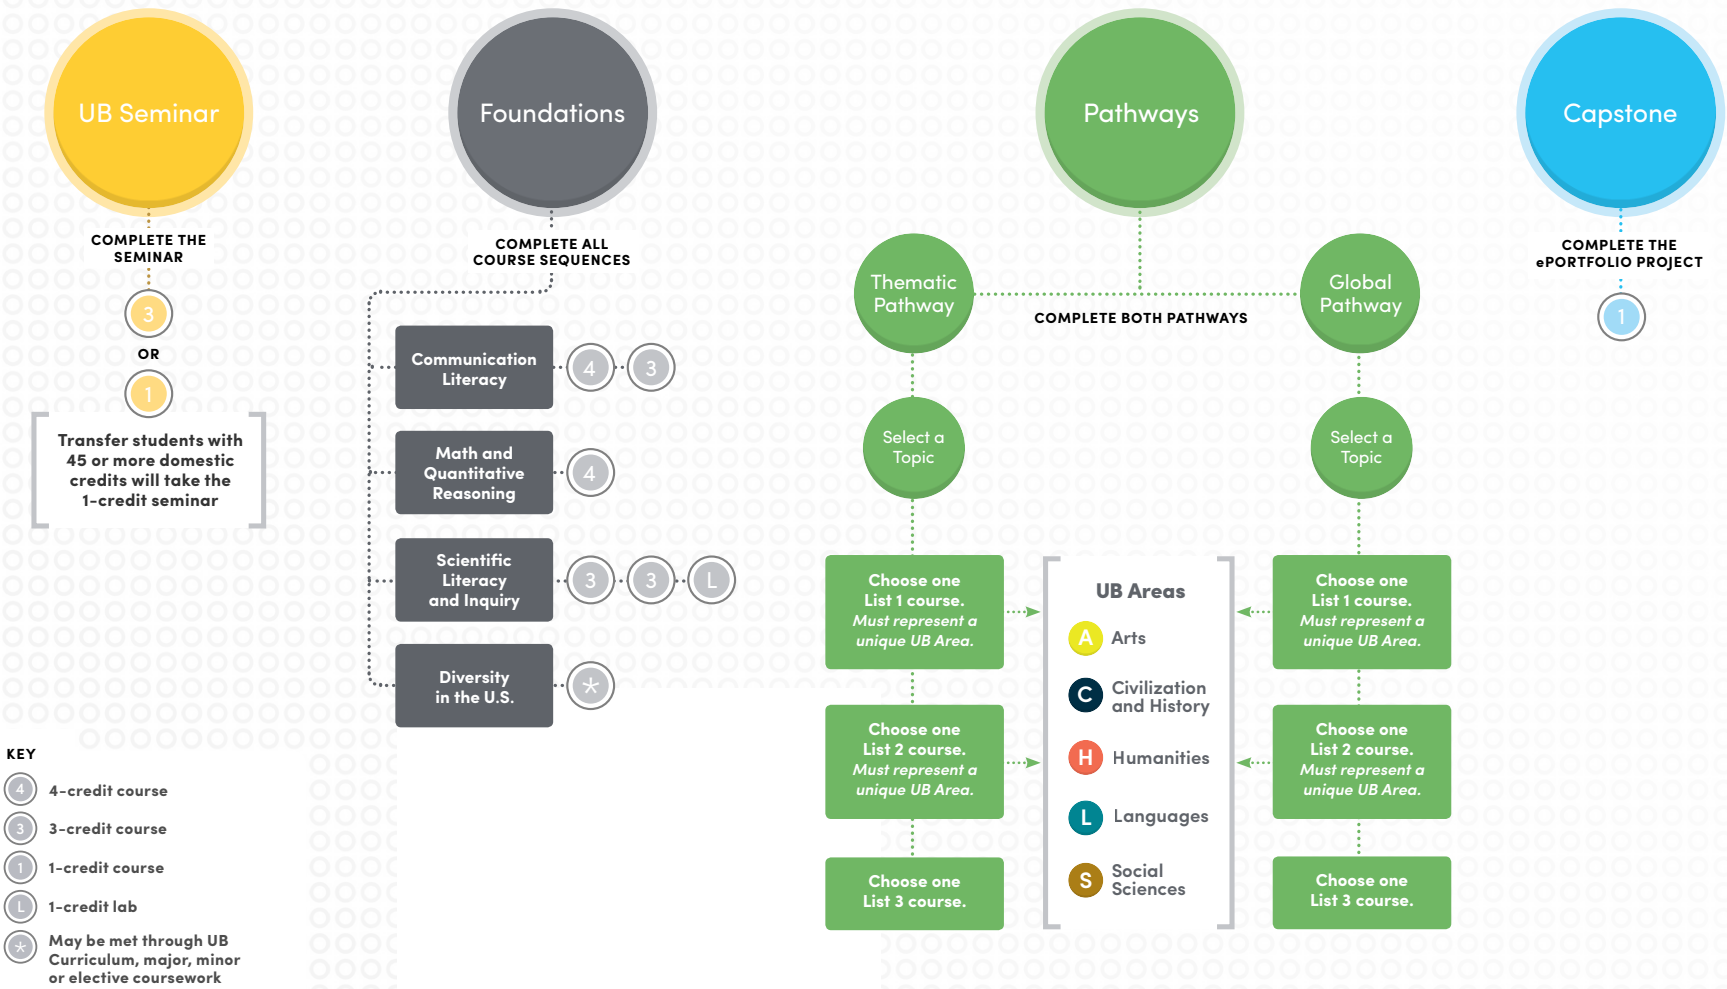 UB Seminar
COMPLETE THE
SEMINAR
3
OR
1
Transfer students with
45 or more domestic
credits will take the
1-credit seminar
Foundations
COMPLETE ALL
COURSE SEQUENCES
Communication
Literacy
4 3
Math and
Quantitative
Reasoning
4
Scientific
Literacy
and Inquiry
3 3 L
Diversity
in the U.S.
*
Pathways
COMPLETE BOTH PATHWAYS
Thematic
Pathway
Select a
Topic
Choose one
List 1 course.
Must represent a
unique UB Area.
Choose one
List 2 course.
Must represent a
unique UB Area.
Choose one
List 3 course.
UB Areas
A Arts
C Civilization
and History
H Humanities
L Languages
S Social
Sciences
Global
Pathway
Select a
Topic
Choose one
List 1 course.
Must represent a
unique UB Area.
Choose one
List 2 course.
Must represent a
unique UB Area.
Choose one
List 3 course.
Capstone
COMPLETE THE
ePORTFOLIO PROJECT
1
KEY
4 4-credit course
3 3-credit course
1 1-credit course
L 1-credit lab
* May be met through UB
Curriculum, major, minor
or elective coursework